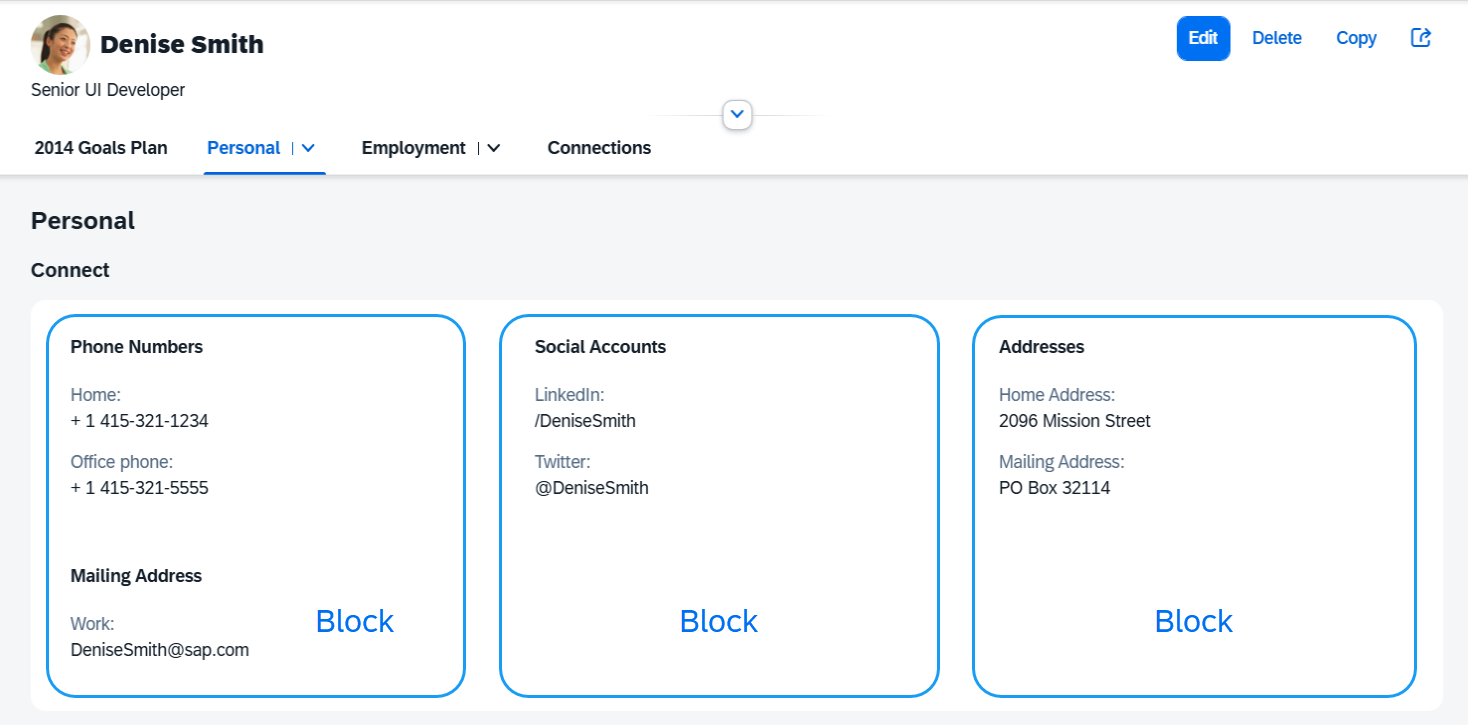 Denise Smith
Edit Delete Copy
Senior UI Developer
2014 Goals Plan Personal Employment Connections
Personal
Connect
Phone Numbers
Home:
+ 1 415-321-1234
Office phone:
+ 1 415-321-5555
Mailing Address
Work:
DeniseSmith@sap.com
Block
Social Accounts
LinkedIn:
/DeniseSmith
Twitter:
@DeniseSmith
Block
Addresses
Home Address:
2096 Mission Street
Mailing Address:
PO Box 32114
Block